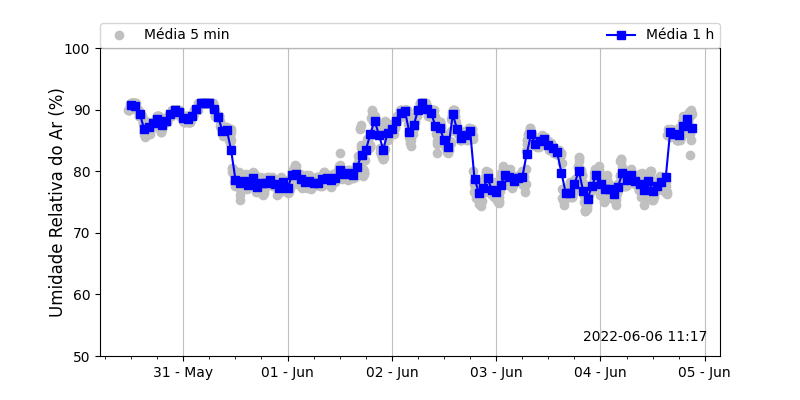 Média 5 min
Média 1 h
Umidade Relativa do Ar (%)
100
90
80
70
60
50
2022-06-06 11:17
31 - May
01 - Jun
02 - Jun
03 - Jun
04 - Jun
05 - Jun